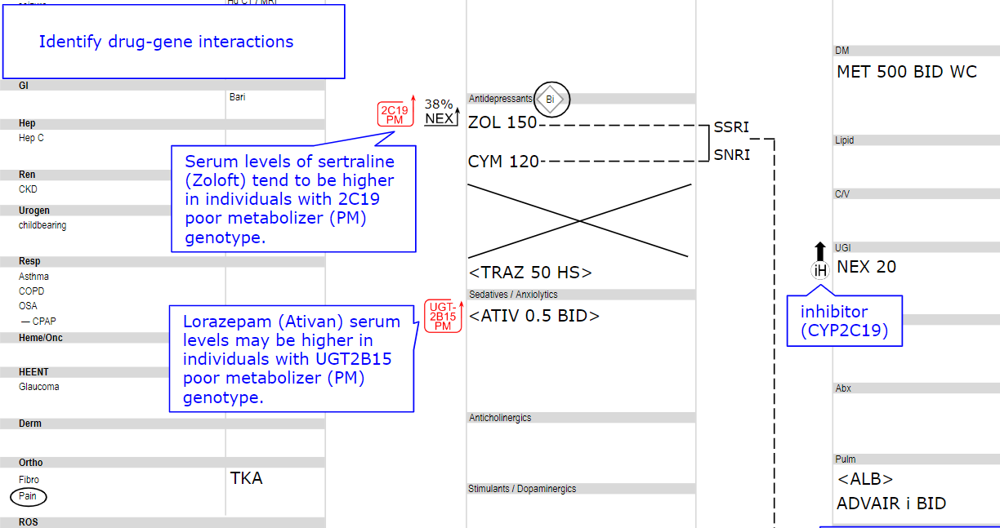 Identify drug-gene interactions
GI
Bari
Hep
Hep C
Ren
CKD
Urogen
childbearing
Resp
Asthma
COPD
OSA
— CPAP
Heme/Onc
HEENT
Glaucoma
Derm
Ortho
Fibro
TKA
Pain
ROS
2C19
PM
38%
NEX
Serum levels of sertraline
(Zoloft) tend to be higher
in individuals with 2C19
poor metabolizer (PM)
genotype.
Antidepressants
Bi
ZOL 150
CYM 120
SSRI
SNRI
<TRAZ 50 HS>
Sedatives / Anxiolytics
UGT-
2B15
PM
<ATIV 0.5 BID>
Lorazepam (Ativan) serum
levels may be higher in
individuals with UGT2B15
poor metabolizer (PM)
genotype.
Anticholinergics
Stimulants / Dopaminergics
DM
MET 500 BID WC
Lipid
C/V
UGI
iH
NEX 20
inhibitor
(CYP2C19)
Abx
Pulm
<ALB>
ADVAIR i BID